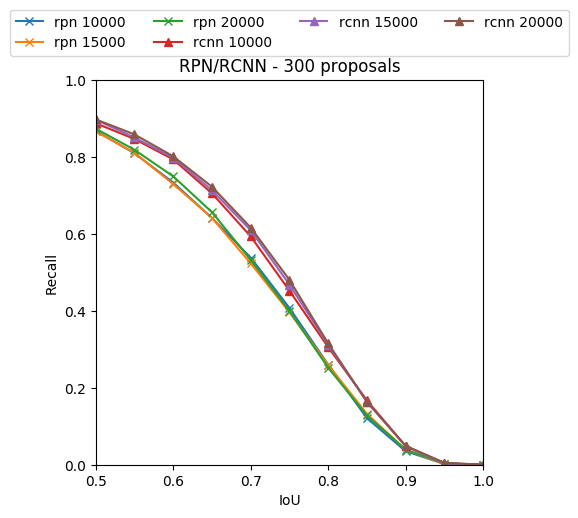 rpn 10000 rpn 20000 rcnn 15000 rcnn 20000
rpn 15000 rcnn 10000
RPN/RCNN - 300 proposals
1.0
0.8
0.6
0.4
0.2
0.0
Recall
0.5 0.6 0.7 0.8 0.9 1.0
IoU